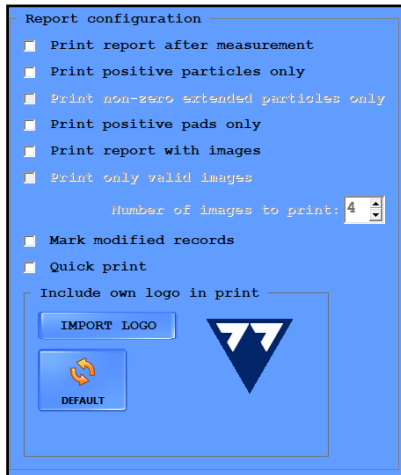 Report configuration
Print report after measurement
Print positive particles only
Print non-zero extended particles only
Print positive pads only
Print report with images
Print only valid images
Number of images to print: 4
Mark modified records
Quick print
Include own logo in print
IMPORT LOGO
DEFAULT